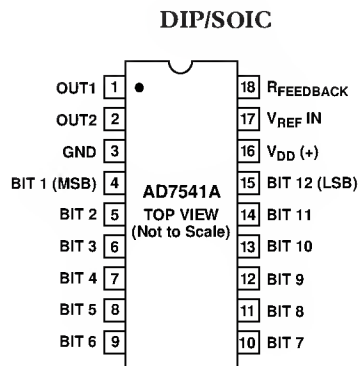 DIP/SOIC
OUT1 1
OUT2 2
GND 3
BIT 1 (MSB) 4
BIT 2 5
BIT 3 6
BIT 4 7
BIT 5 8
BIT 6 9
AD7541A
TOP VIEW
(Not to Scale)
18 RFEEDBACK
17 VREF IN
16 VDD (+)
15 BIT 12 (LSB)
14 BIT 11
13 BIT 10
12 BIT 9
11 BIT 8
10 BIT 7